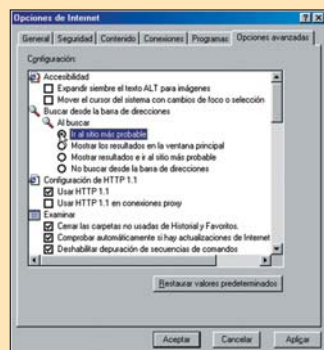 Opciones de Internet
General Seguridad Contenido Conexiones Programas Opciones avanzadas
Configuración:
Accesibilidad
Expandir siembre el texto ALT para imágenes
Mover el cursor del sistema con cambios de foco o selección
Buscar desde la barra de direcciones
Al buscar
Ir al sitio más probable
Mostrar los resultados en la ventana principal
Mostrar resultados e ir al sitio más probable
No buscar desde la barra de direcciones
Configuración de HTTP 1.1
Usar HTTP 1.1
Usar HTTP 1.1 en conexiones proxy
Examinar
Cerrar las carpetas no usadas de Historial y Favoritos.
Comprobar automáticamente si hay actualizaciones de Internet
Deshabilitar depuración de secuencias de comandos
Restaurar valores predeterminados
Aceptar Cancelar Aplicar